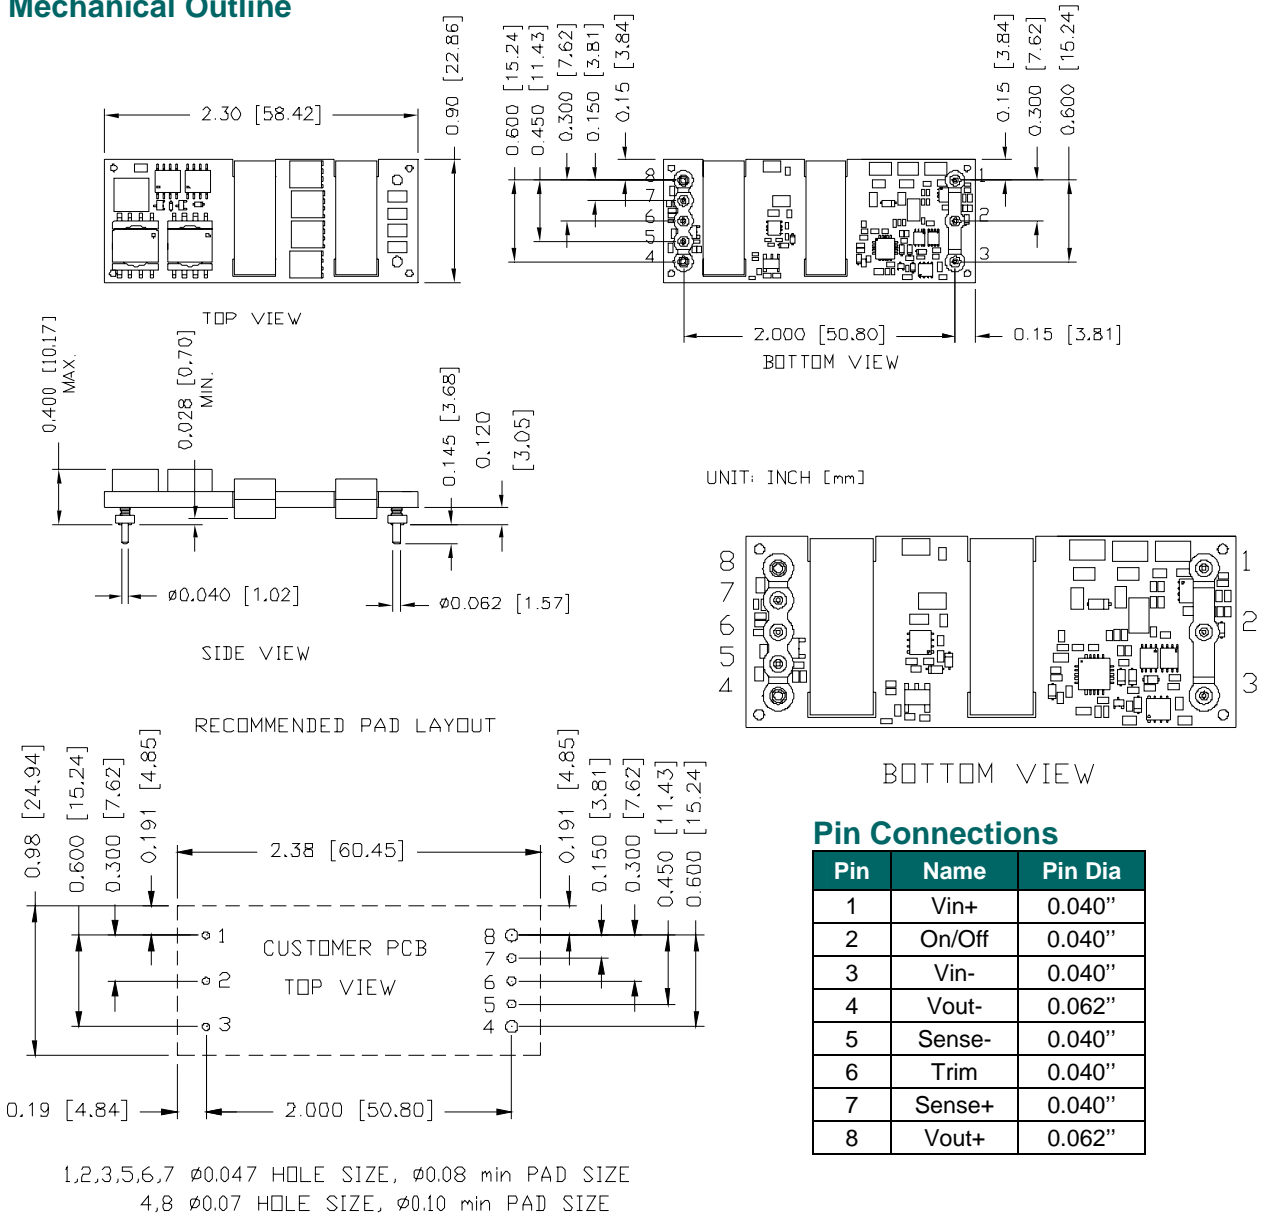 Mechanical Outline
2.30 [58.42]
0.90 [22.86]
TOP VIEW
0.600 [15.24]
0.450 [11.43]
0.300 [7.62]
0.150 [3.81]
0.15 [3.84]
0.15 [3.84]
0.300 [7.62]
0.600 [15.24]
8
7
6
5
4
1
2
3
2.000 [50.80]
0.15 [3.81]
BOTTOM VIEW
0.400 [10.17]
MAX.
0.028 [0.70]
MIN.
0.145 [3.68]
0.120
[3.05]
ø0.040 [1.02]
ø0.062 [1.57]
SIDE VIEW
UNIT: INCH [mm]
8
7
6
5
4
1
2
3
BOTTOM VIEW
RECOMMENDED PAD LAYOUT
0.98 [24.94]
0.600 [15.24]
0.300 [7.62]
0.191 [4.85]
2.38 [60.45]
0.191 [4.85]
0.150 [3.81]
0.300 [7.62]
0.450 [11.43]
0.600 [15.24]
1
2
3
CUSTOMER PCB
TOP VIEW
8
7
6
5
4
0.19 [4.84]
2.000 [50.80]
1,2,3,5,6,7 ø0.047 HOLE SIZE, ø0.08 min PAD SIZE
4,8 ø0.07 HOLE SIZE, ø0.10 min PAD SIZE
Pin Connections
Pin Name Pin Dia
1 Vin+ 0.040’’
2 On/Off 0.040’’
3 Vin- 0.040’’
4 Vout- 0.062’’
5 Sense- 0.040’’
6 Trim 0.040’’
7 Sense+ 0.040’’
8 Vout+ 0.062’’